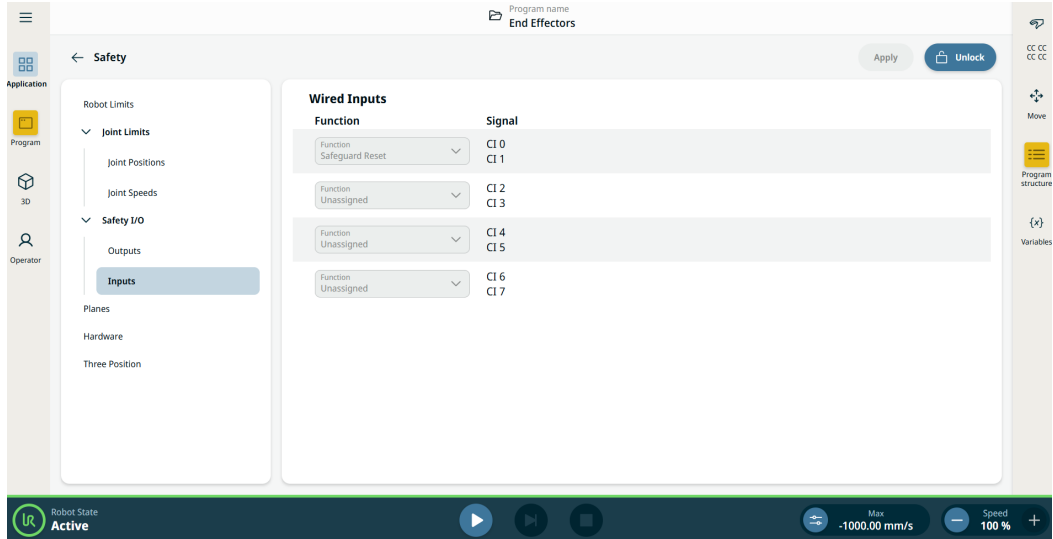 Program name
End Effectors
Safety
Apply
Unlock
Application
Program
3D
Operator
Robot Limits
Joint Limits
Joint Positions
Joint Speeds
Safety I/O
Outputs
Inputs
Planes
Hardware
Three Position
Wired Inputs
Function Signal
Function
Safeguard Reset
CI 0
CI 1
Function
Unassigned
CI 2
CI 3
Function
Unassigned
CI 4
CI 5
Function
Unassigned
CI 6
CI 7
CC CC
CC CC
Move
Program
structure
{x}
Variables
UR
Robot State
Active
Max
-1000.00 mm/s
Speed
100 %